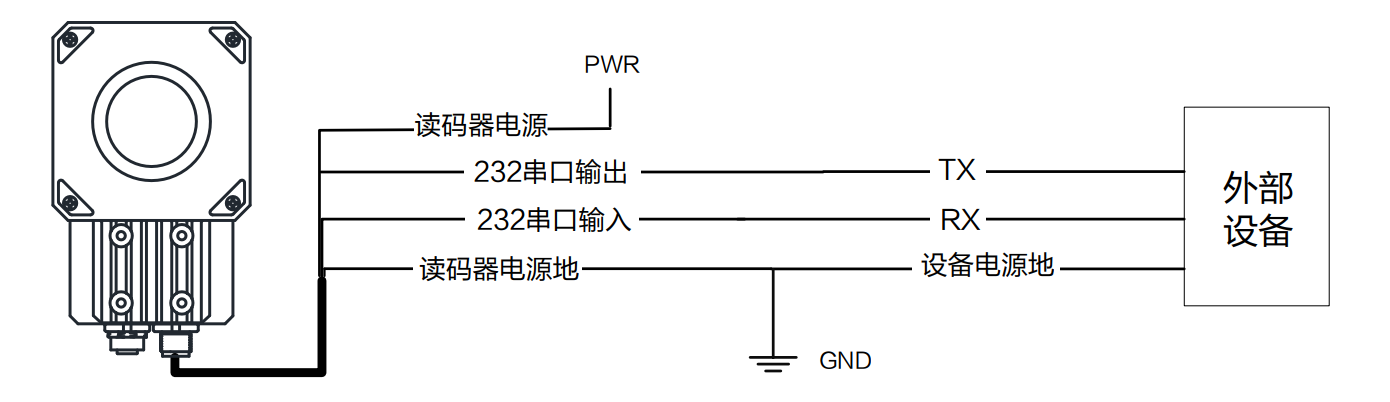 PWR
读码器电源
232串口输出
TX
232串口输入
RX
读码器电源地
设备电源地
外部
设备
GND